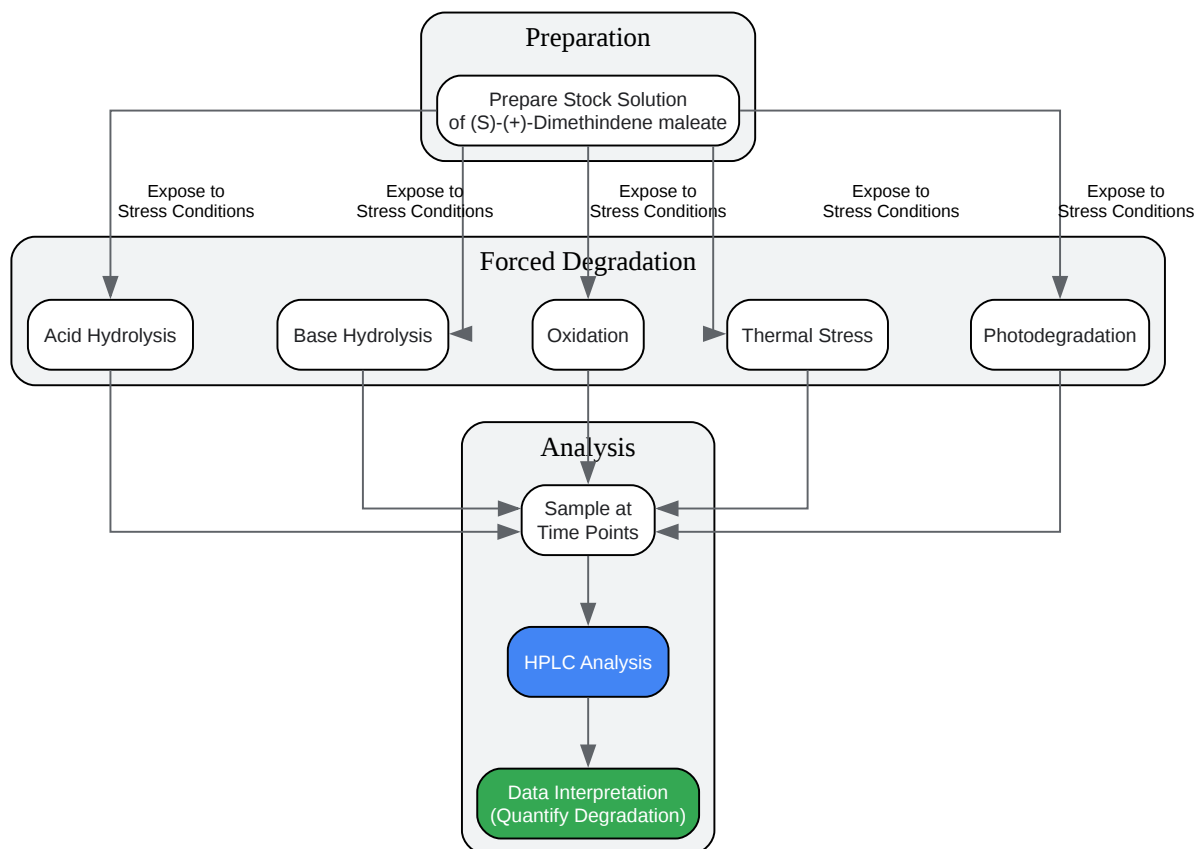 Preparation
Prepare Stock Solution
of (S)-(+)-Dimethindene maleate
Expose to
Stress Conditions
Expose to
Stress Conditions
Expose to
Stress Conditions
Expose to
Stress Conditions
Expose to
Stress Conditions
Forced Degradation
Acid Hydrolysis
Base Hydrolysis
Oxidation
Thermal Stress
Photodegradation
Analysis
Sample at
Time Points
HPLC Analysis
Data Interpretation
(Quantify Degradation)